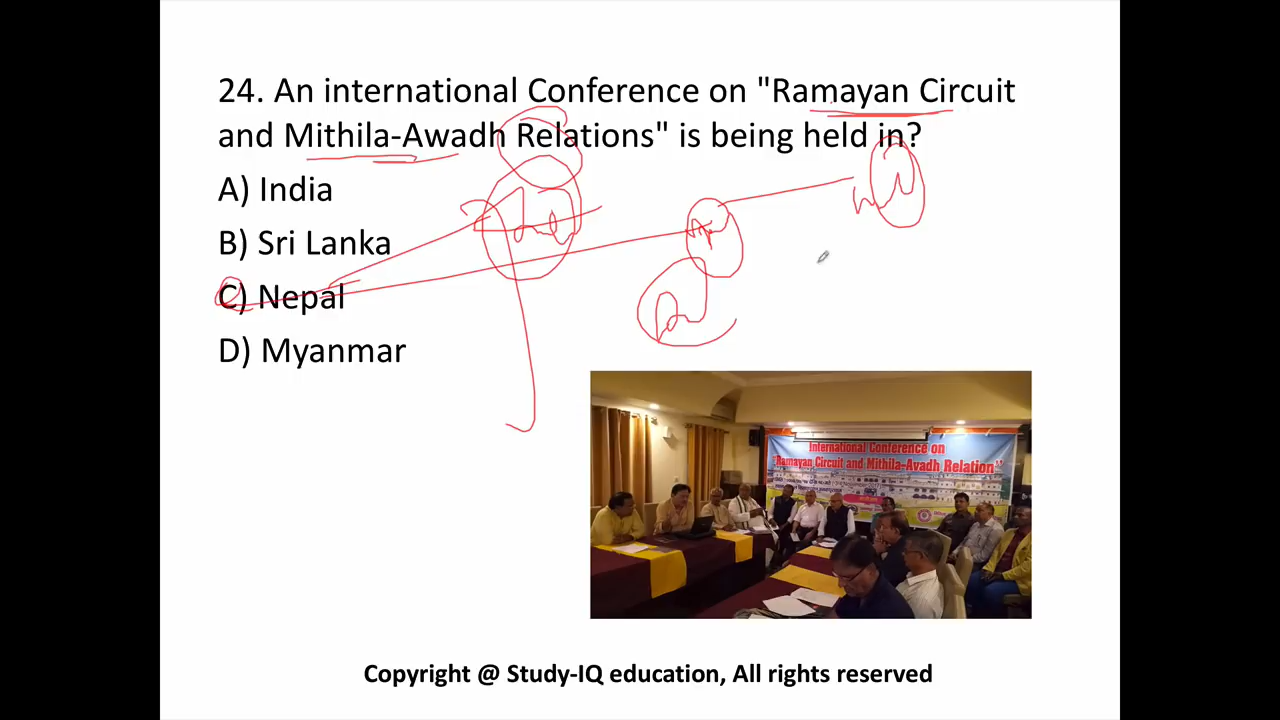 24. An international Conference on "Ramayan Circuit
and Mithila-Awadh Relations" is being held in?
A) India
B) Sri Lanka
C) Nepal
D) Myanmar
International Conference on
"Ramayan Circuit and Mithila-Avadh Relation"
Copyright @ Study-IQ education, All rights reserved